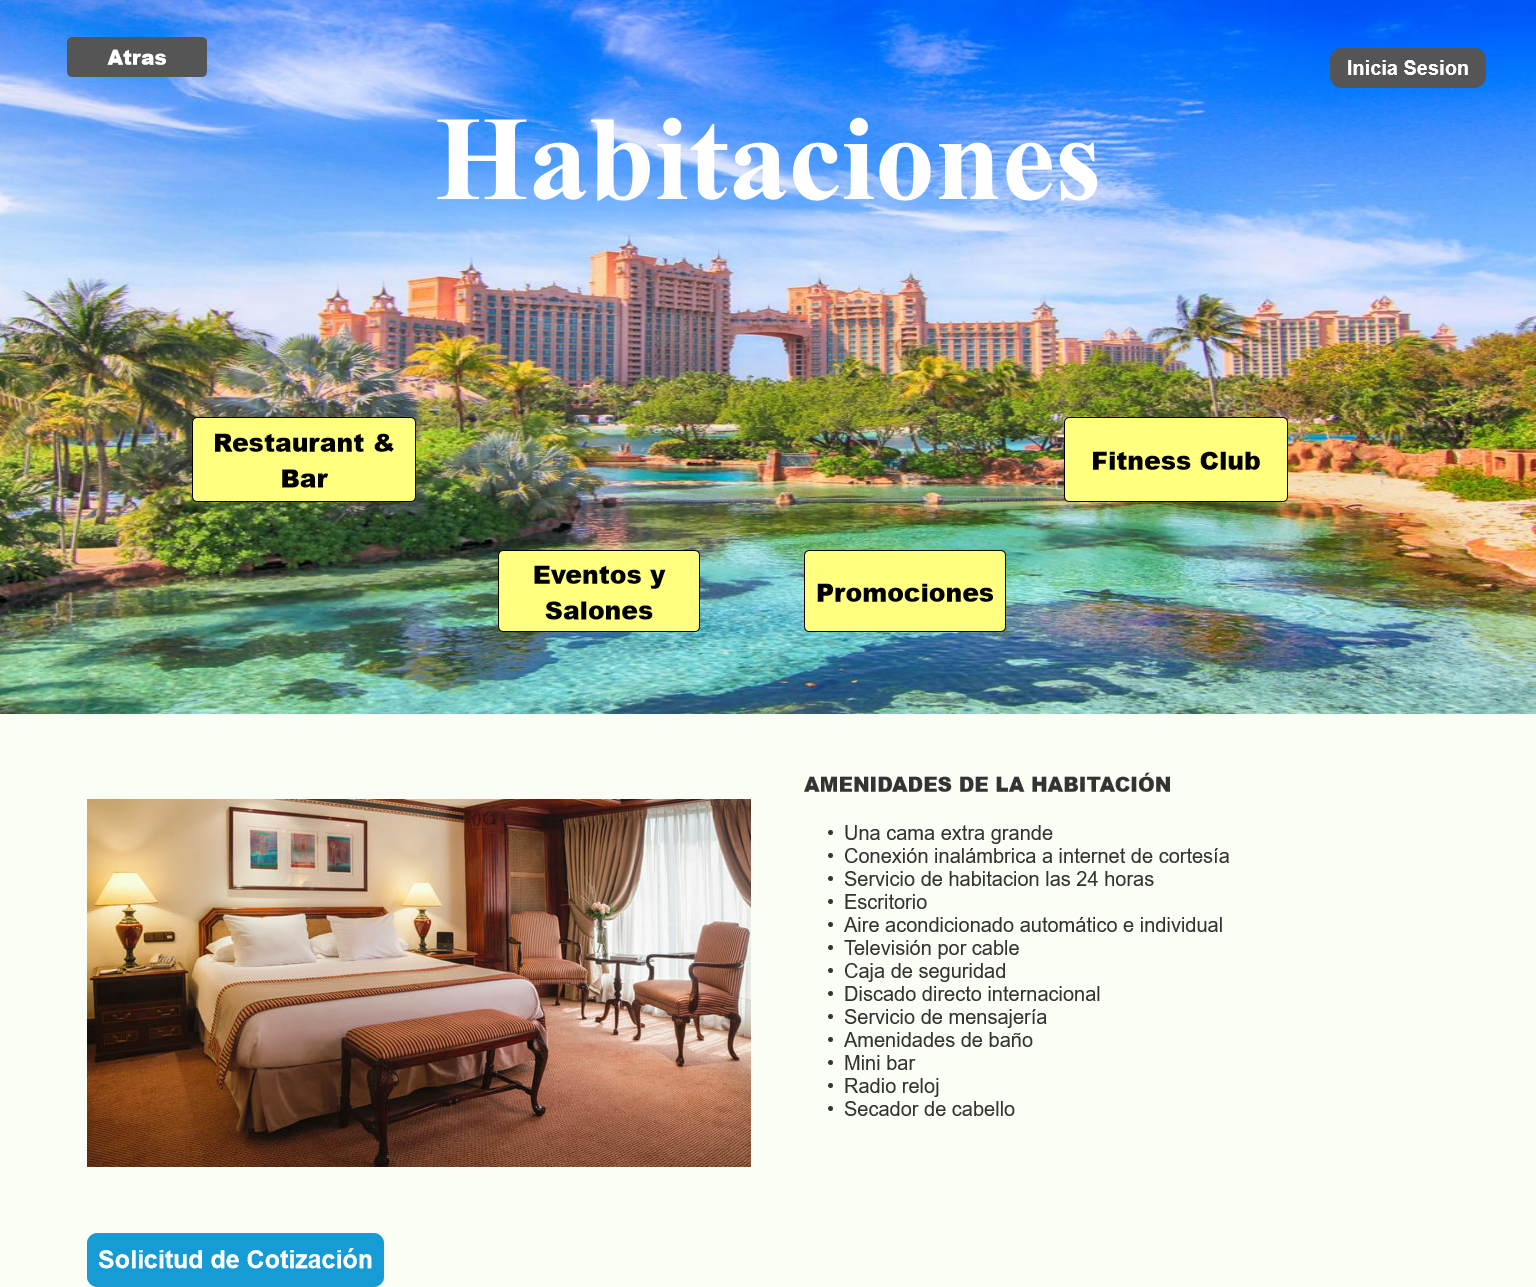 Atras
Inicia Sesion
Habitaciones
Restaurant &
Bar
Fitness Club
Eventos y
Salones
Promociones
AMENIDADES DE LA HABITACIÓN
• Una cama extra grande
• Conexión inalámbrica a internet de cortesía
• Servicio de habitacion las 24 horas
• Escritorio
• Aire acondicionado automático e individual
• Televisión por cable
• Caja de seguridad
• Discado directo internacional
• Servicio de mensajería
• Amenidades de baño
• Mini bar
• Radio reloj
• Secador de cabello
Solicitud de Cotización